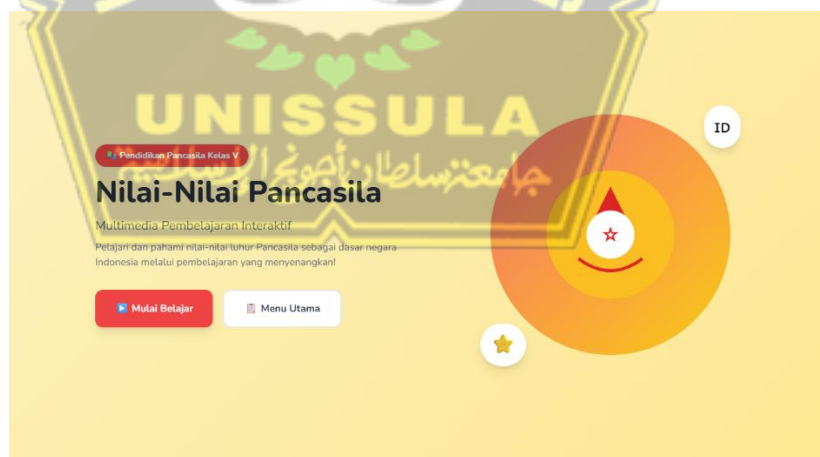 UNISSULA
Pendidikan Pancasila Kelas V
جامعة سلطان أجونج الإسلامية
Nilai-Nilai Pancasila
Multimedia Pembelajaran Interaktif
Pelajari dan pahami nilai-nilai luhur Pancasila sebagai dasar negara
Indonesia melalui pembelajaran yang menyenangkan!
Mulai Belajar
Menu Utama
ID